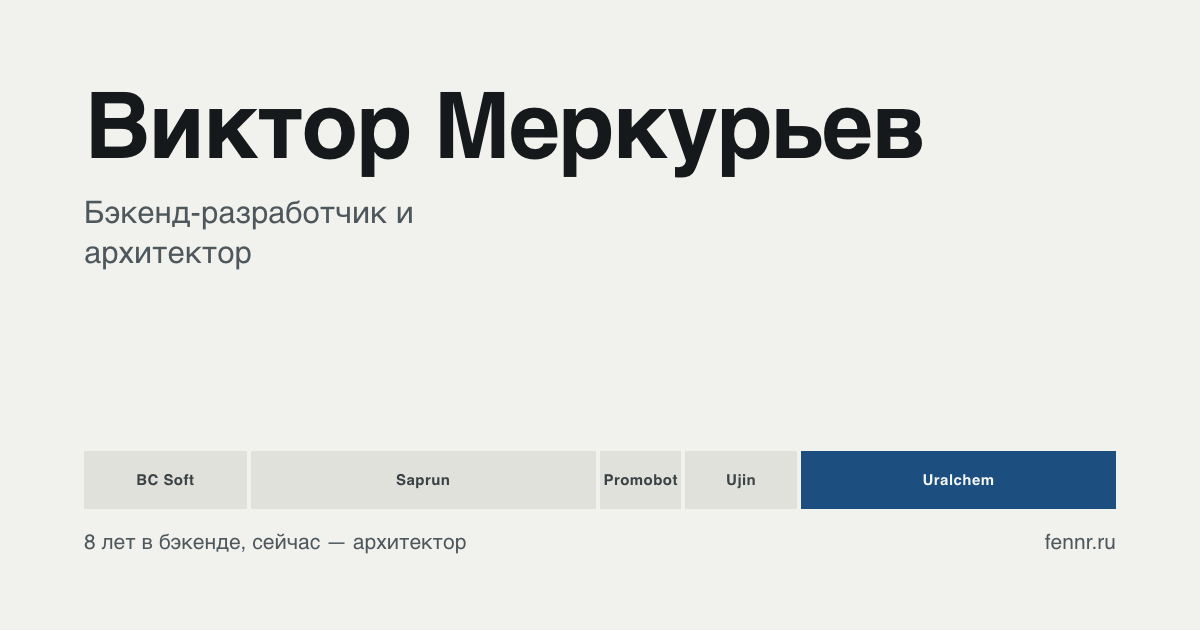 Виктор Меркурьев
Бэкенд-разработчик и
архитектор
BC Soft
Saprun
Promobot
Ujin
Uralchem
8 лет в бэкенде, сейчас — архитектор
fennr.ru